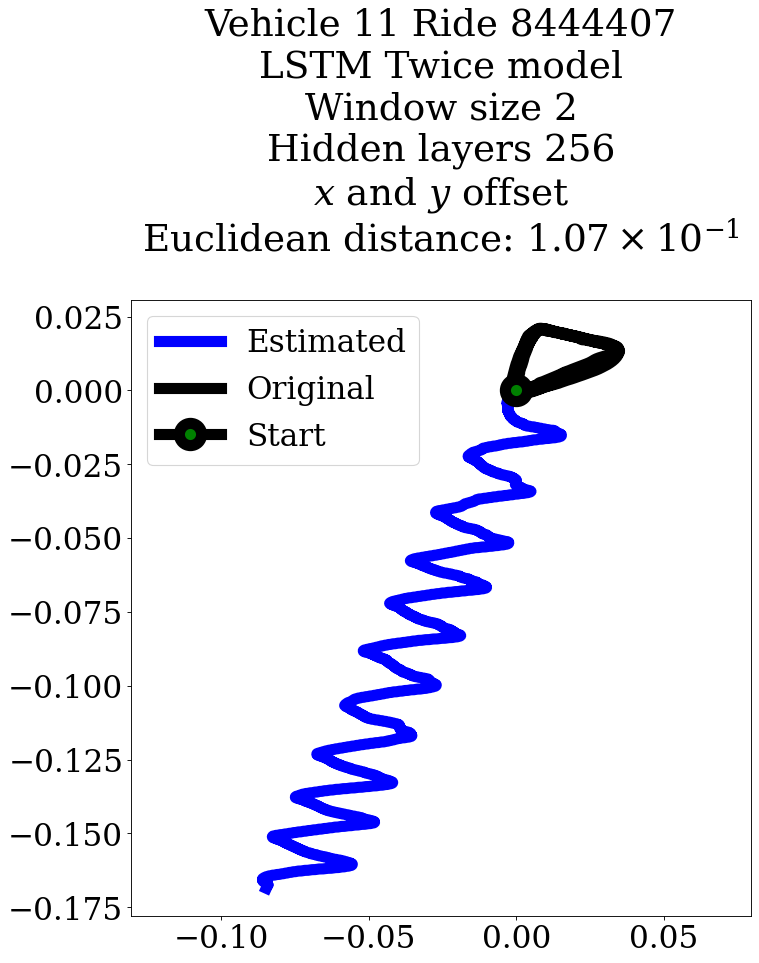 Vehicle 11 Ride 8444407
LSTM Twice model
Window size 2
Hidden layers 256
x and y offset
Euclidean distance: 1.07 × 10⁻¹
Estimated
Original
Start
0.025
0.000
−0.025
−0.050
−0.075
−0.100
−0.125
−0.150
−0.175
−0.10 −0.05 0.00 0.05